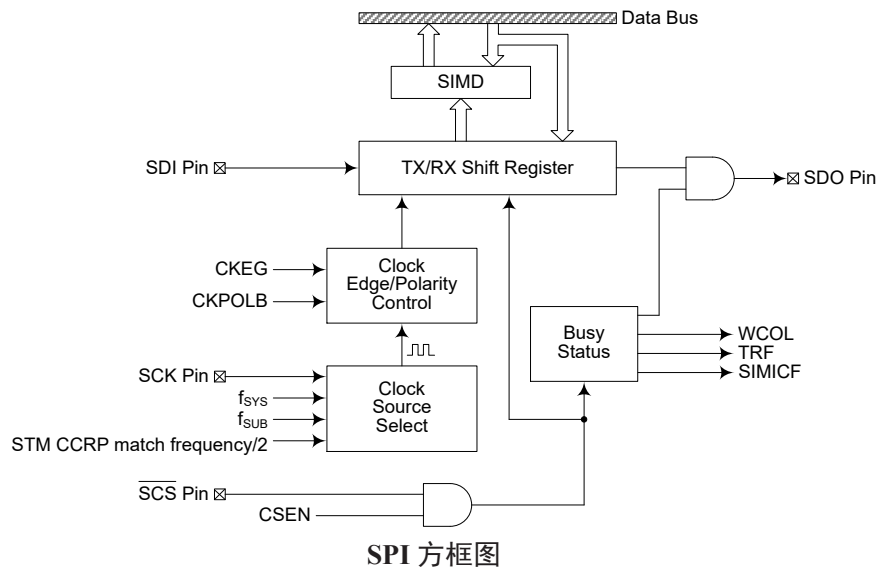 Data Bus
SIMD
SDI Pin
TX/RX Shift Register
SDO Pin
CKEG
CKPOLB
Clock
Edge/Polarity
Control
Busy
Status
WCOL
TRF
SIMICF
SCK Pin
fSYS
fSUB
STM CCRP match frequency/2
Clock
Source
Select
SCS Pin
CSEN
SPI 方框图